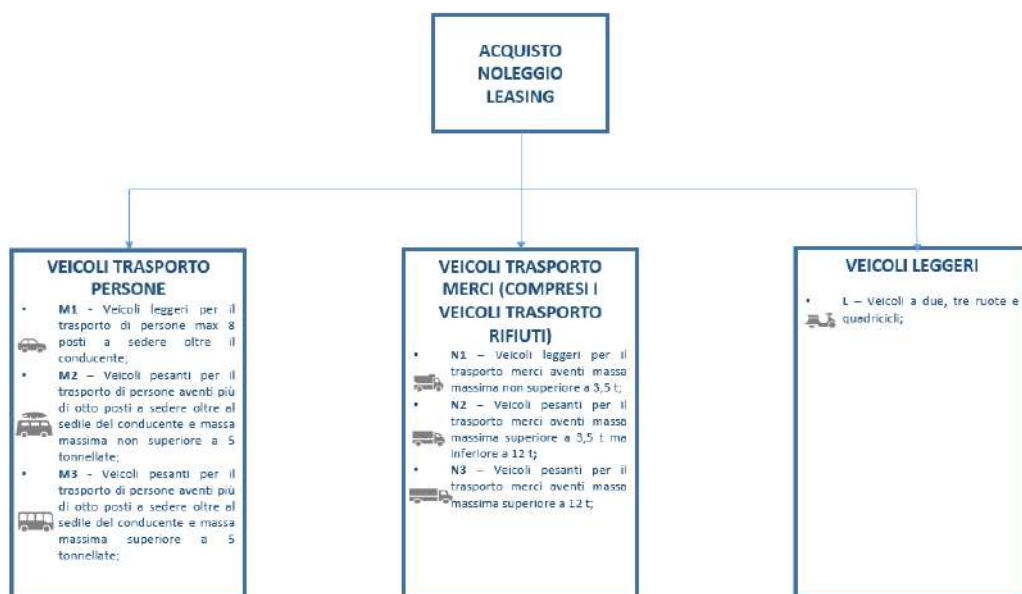 ACQUISTO
NOLEGGIO
LEASING
VEICOLI TRASPORTO
PERSONE
• M1 - Veicoli leggeri per il
trasporto di persone max 8
posti a sedere oltre il
conducente;
• M2 – Veicoli pesanti per il
trasporto di persone aventi più
di otto posti a sedere oltre al
sedile del conducente e massa
massima non superiore a 5
tonnellate;
• M3 – Veicoli pesanti per il
trasporto di persone aventi più
di otto posti a sedere oltre al
sedile del conducente e massa
massima superiore a 5
tonnellate;
VEICOLI TRASPORTO
MERCI (COMPRESI I
VEICOLI TRASPORTO
RIFIUTI)
• N1 – Veicoli leggeri per il
trasporto merci aventi massa
massima non superiore a 3,5 t;
• N2 – Veicoli pesanti per il
trasporto merci aventi massa
massima superiore a 3,5 t ma
inferiore a 12 t;
• N3 – Veicoli pesanti per il
trasporto merci aventi massa
massima superiore a 12 t;
VEICOLI LEGGERI
• L – Veicoli a due, tre ruote e
quadricicli;